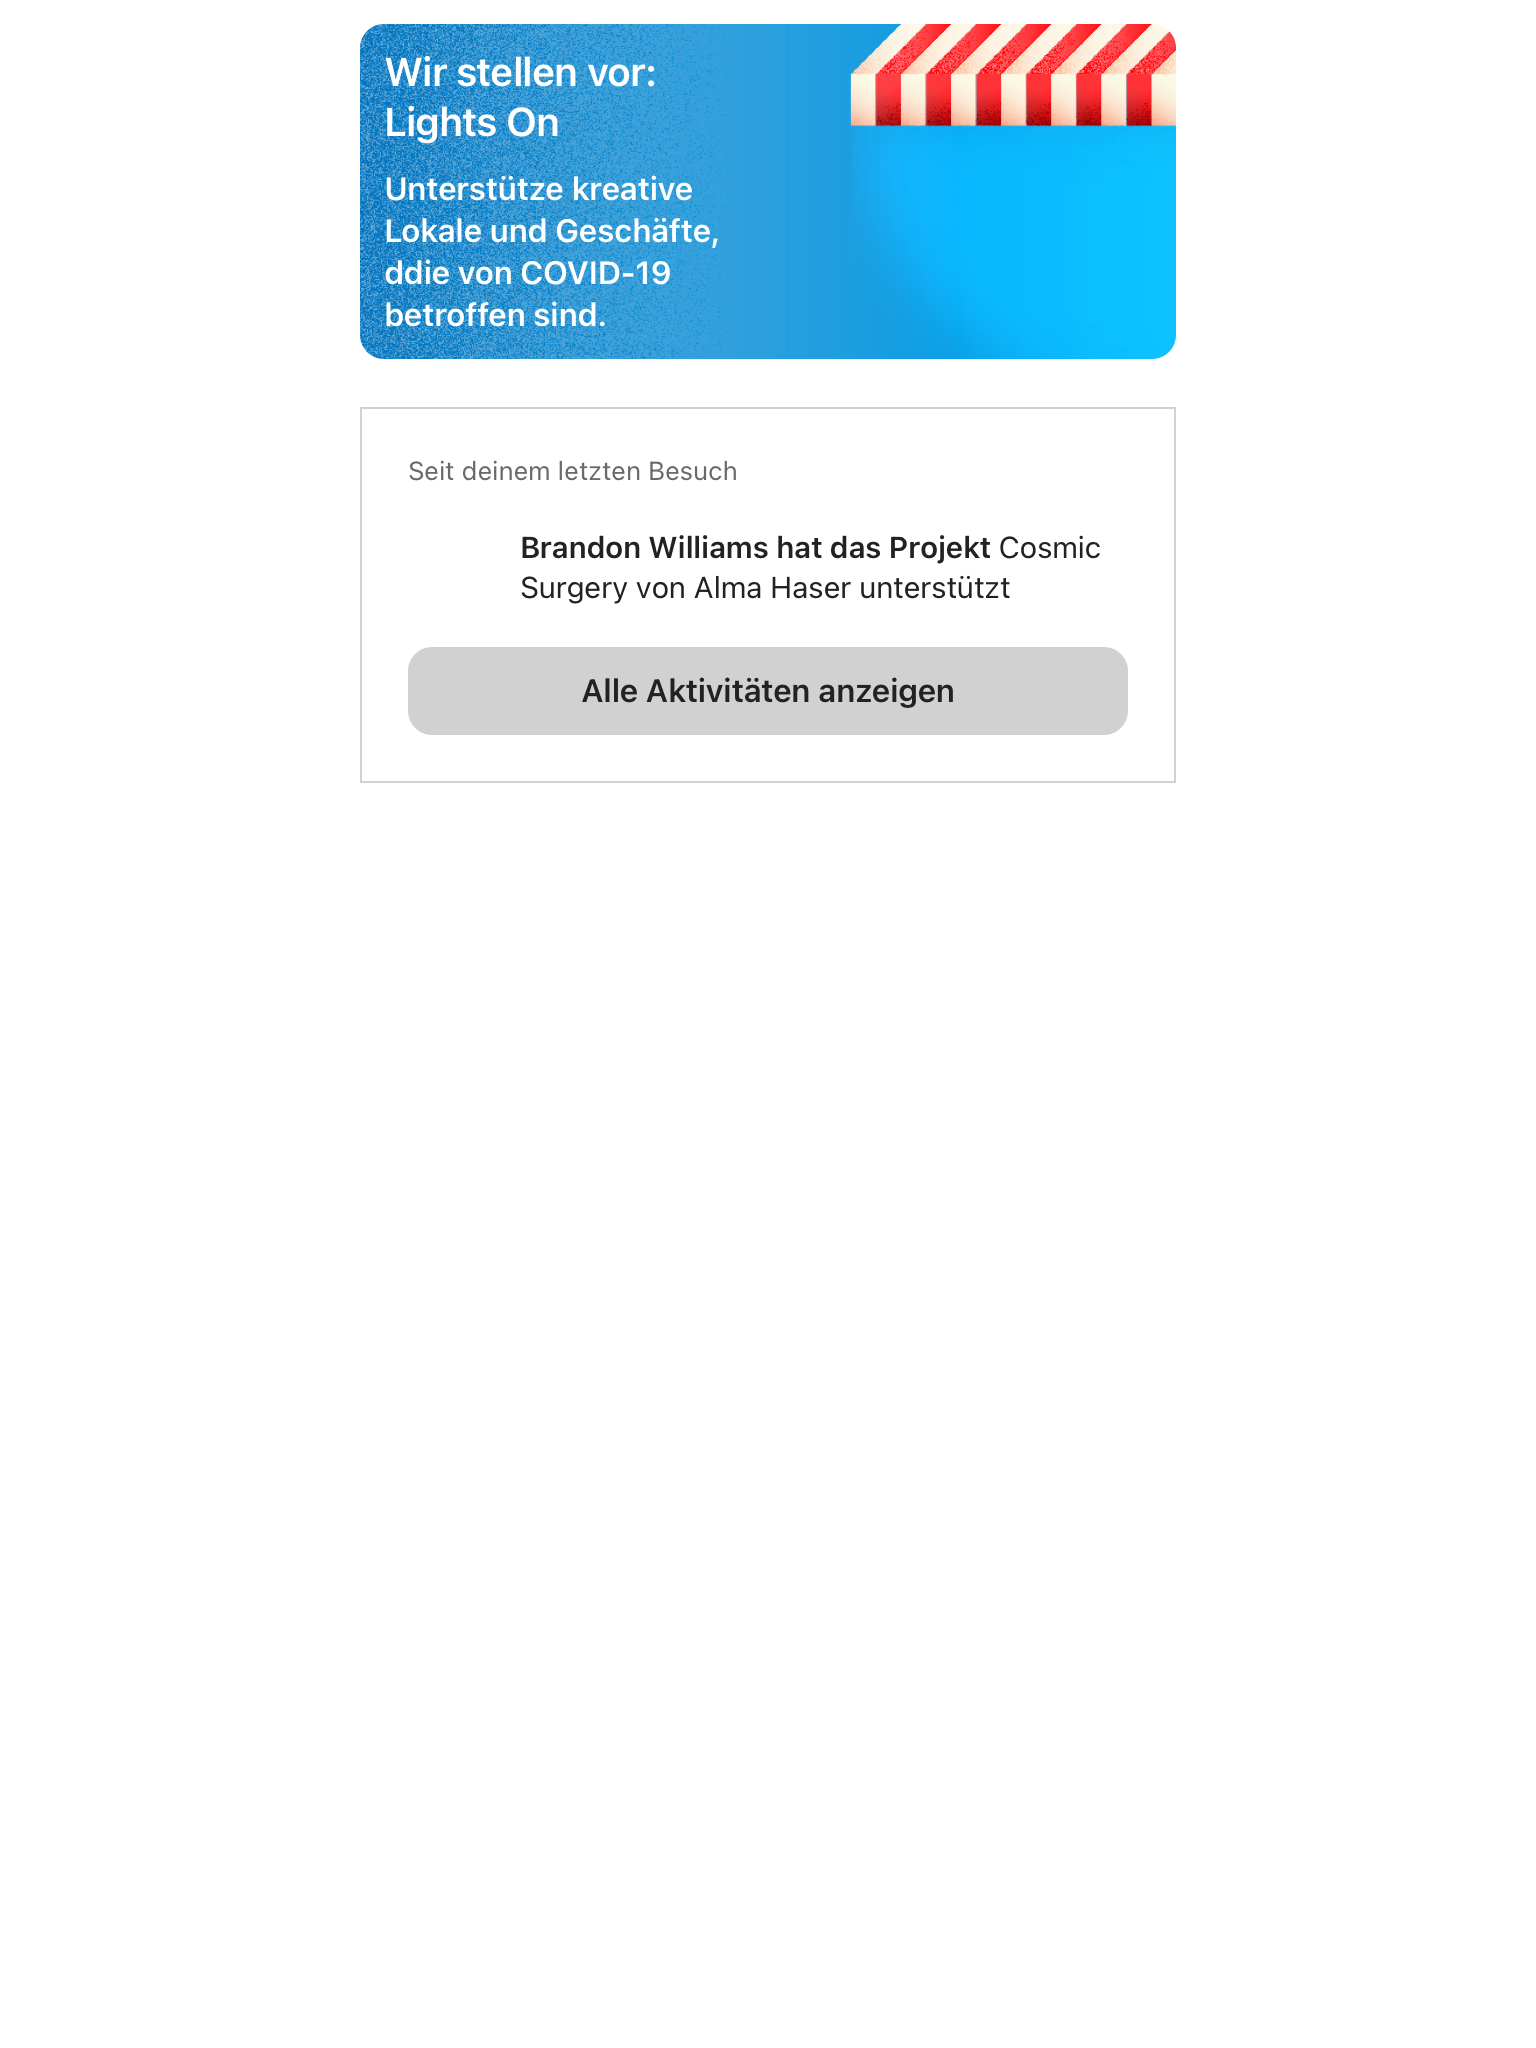 Wir stellen vor:
Lights On
Unterstütze kreative
Lokale und Geschäfte,
ddie von COVID-19
betroffen sind.
Seit deinem letzten Besuch
Brandon Williams hat das Projekt Cosmic
Surgery von Alma Haser unterstützt
Alle Aktivitäten anzeigen